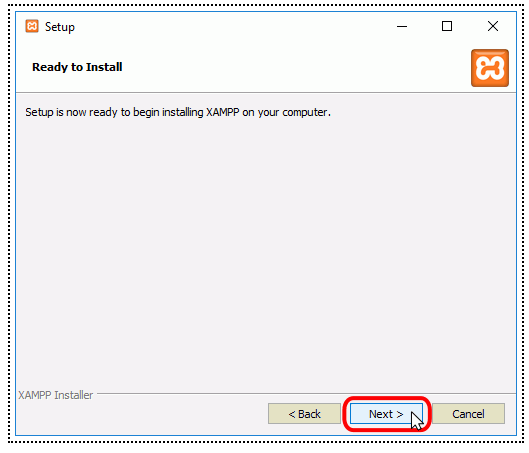 Setup
Ready to Install
Setup is now ready to begin installing XAMPP on your computer.
XAMPP Installer
< Back
Next >
Cancel